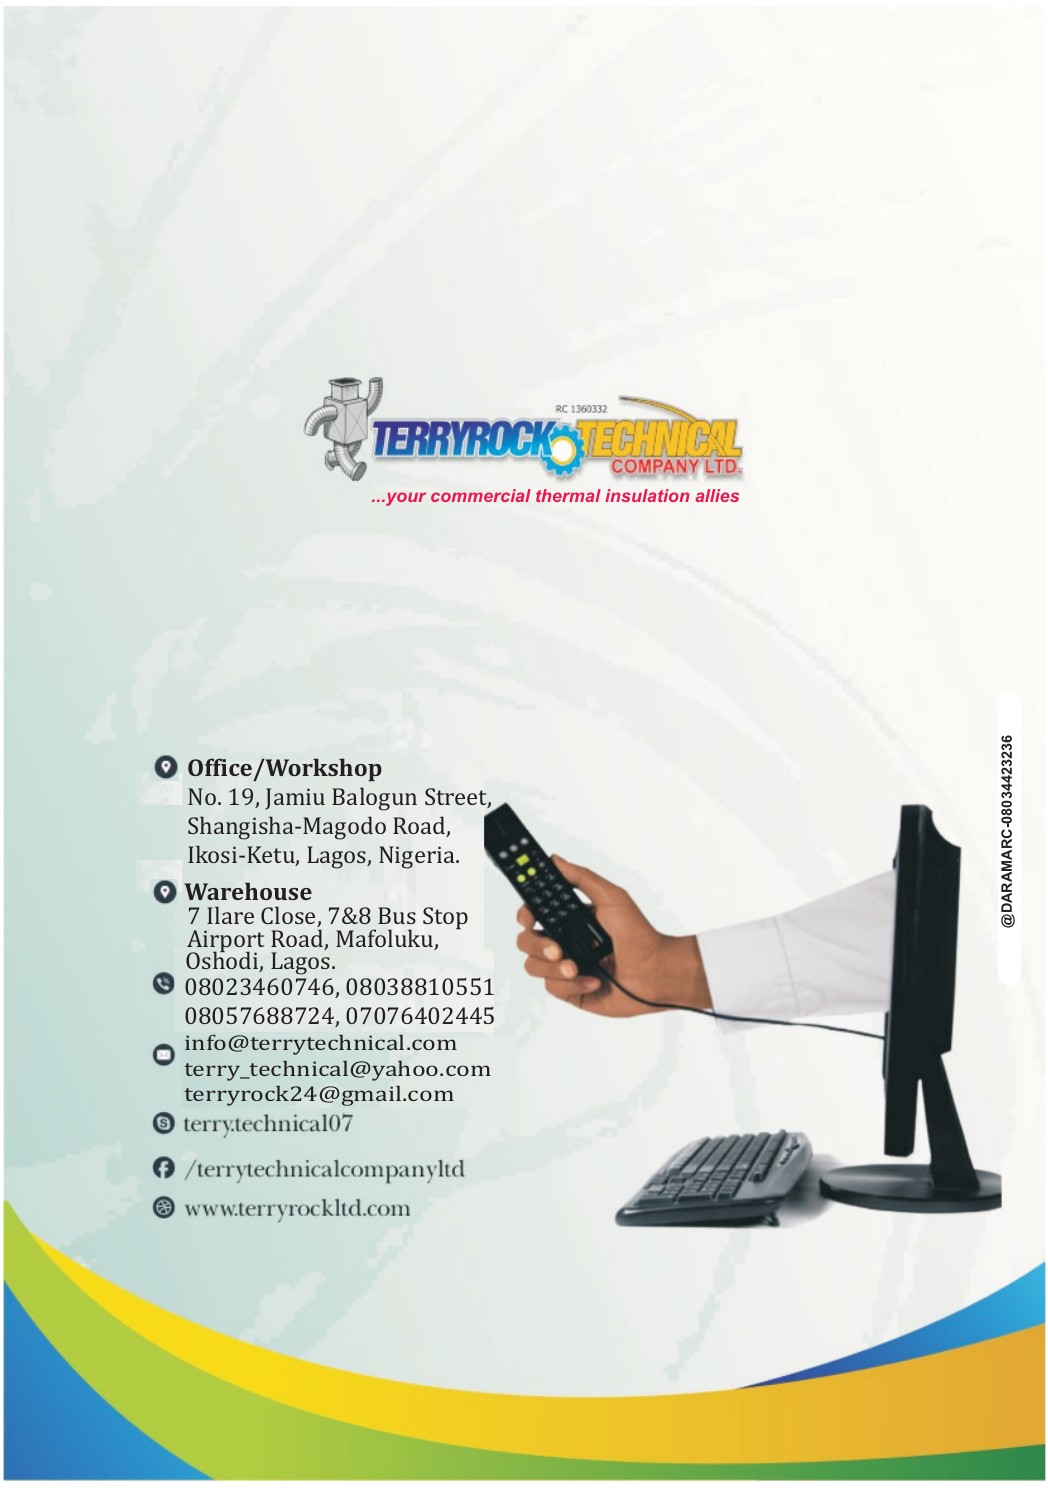 RC 1360332
TERRYROCK TECHNICAL
COMPANY LTD.
...your commercial thermal insulation allies
Office/Workshop
No. 19, Jamiu Balogun Street,
Shangisha-Magodo Road,
Ikosi-Ketu, Lagos, Nigeria.
Warehouse
7 Ilare Close, 7&8 Bus Stop
Airport Road, Mafoluku,
Oshodi, Lagos.
08023460746, 08038810551
08057688724, 07076402445
info@terrytechnical.com
terry_technical@yahoo.com
terryrock24@gmail.com
terry.technical07
/terrytechnicalcompanyltd
www.terryrockltd.com
@DARAMARC-08034423236